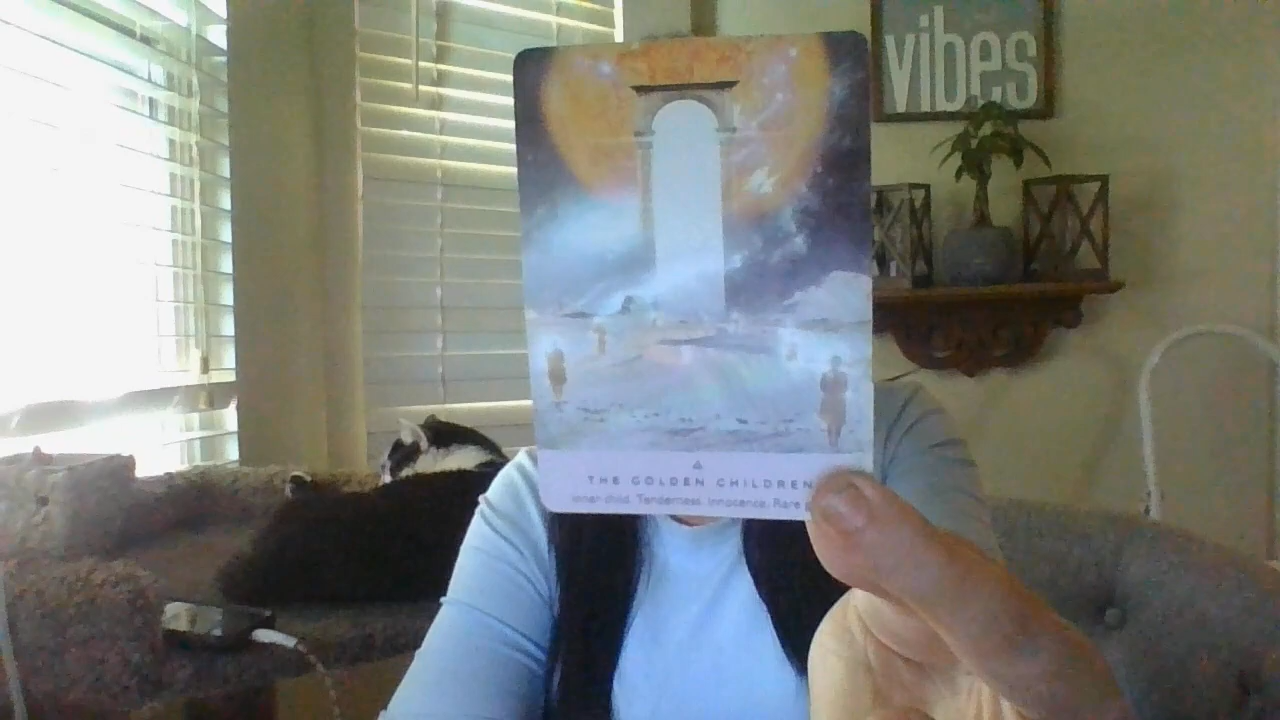 vibes
THE GOLDEN CHILDREN
Inner child. Tenderness. Innocence. Rare